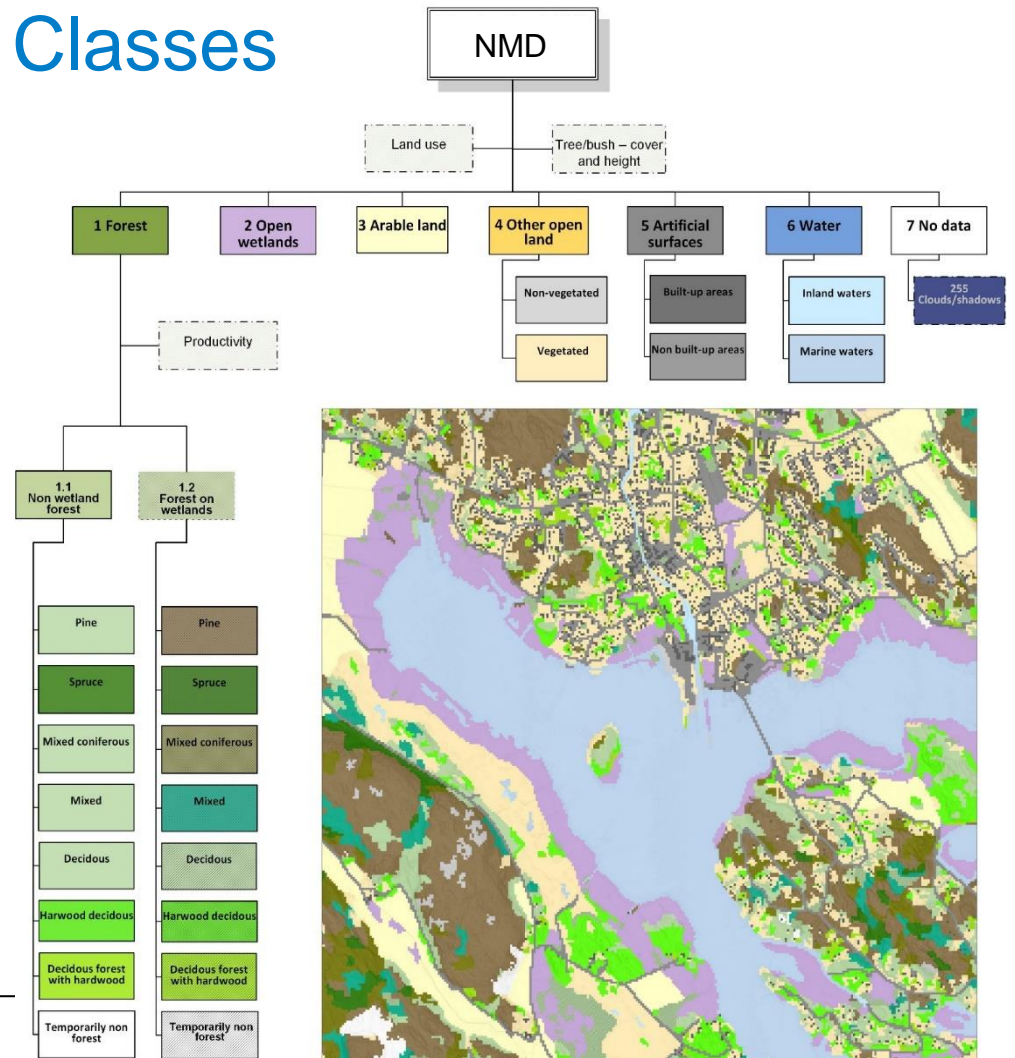 Classes
NMD
Land use
Tree/bush – cover
and height
1 Forest
2 Open
wetlands
3 Arable land
4 Other open
land
5 Artificial
surfaces
6 Water
7 No data
Non-vegetated
Vegetated
Built-up areas
Non built-up areas
Inland waters
Marine waters
255
Clouds/shadows
Productivity
1.1
Non wetland
forest
1.2
Forest on
wetlands
Pine
Pine
Spruce
Spruce
Mixed coniferous
Mixed coniferous
Mixed
Mixed
Decidous
Decidous
Harwood decidous
Harwood decidous
Decidous forest
with hardwood
Decidous forest
with hardwood
Temporarily non
forest
Temporarily non
forest